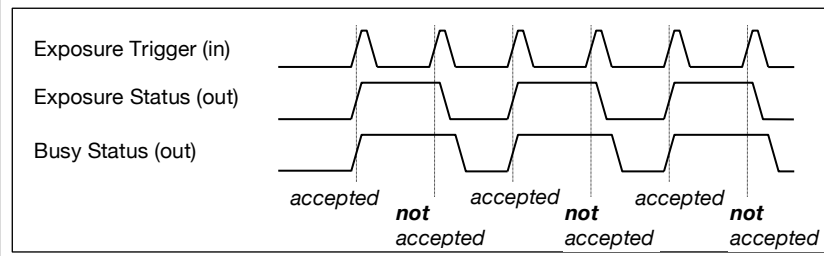 Exposure Trigger (in)
Exposure Status (out)
Busy Status (out)
accepted
not
accepted
accepted
not
accepted
accepted
not
accepted